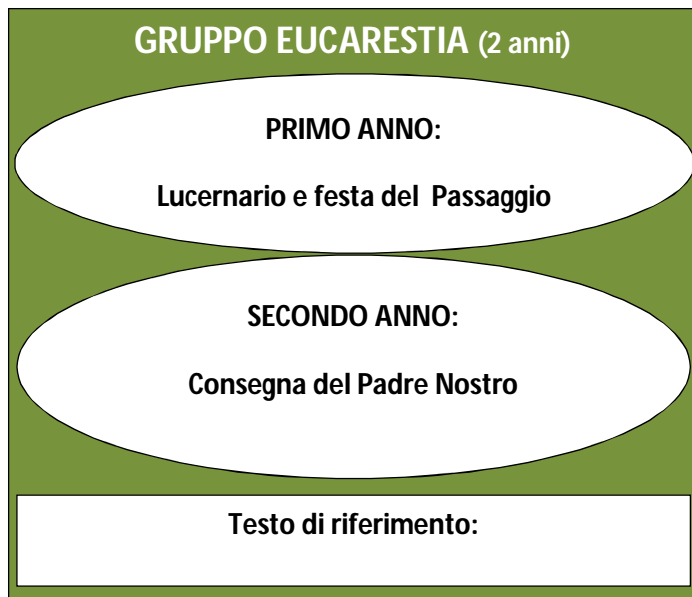 GRUPPO EUCARESTIA (2 anni)
PRIMO ANNO:
Lucernario e festa del Passaggio
SECONDO ANNO:
Consegna del Padre Nostro
Testo di riferimento: